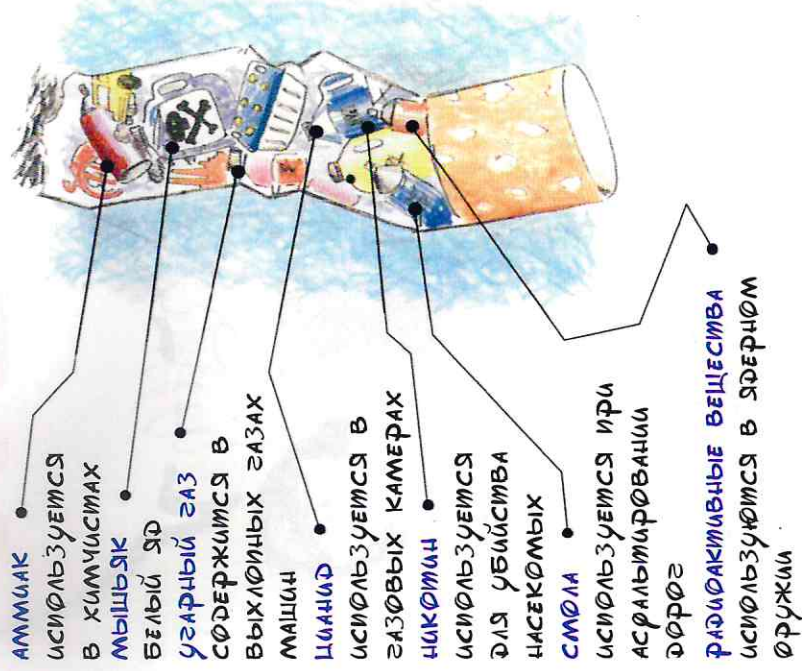 АММИАК
ИСПОЛЬЗУЕТСЯ
В ХИМЧИСТАХ
МЫШЬЯК
БЕЛЫЙ ЯД
УГАРНЫЙ ГАЗ
СОДЕРЖИТСЯ В
ВЫХЛОПНЫХ ГАЗАХ
МАШИН
ЦИАНИД
ИСПОЛЬЗУЕТСЯ В
ГАЗОВЫХ КАМЕРАХ
НИКОТИН
ИСПОЛЬЗУЕТСЯ
ДЛЯ УБИЙСТВА
НАСЕКОМЫХ
СМОЛА
ИСПОЛЬЗУЕТСЯ ПРИ
АСФАЛЬТИРОВАНИИ
ДОРОГ
РАДИОАКТИВНЫЕ ВЕЩЕСТВА
ИСПОЛЬЗУЮТСЯ В ЯДЕРНОМ
ОРУЖИИ